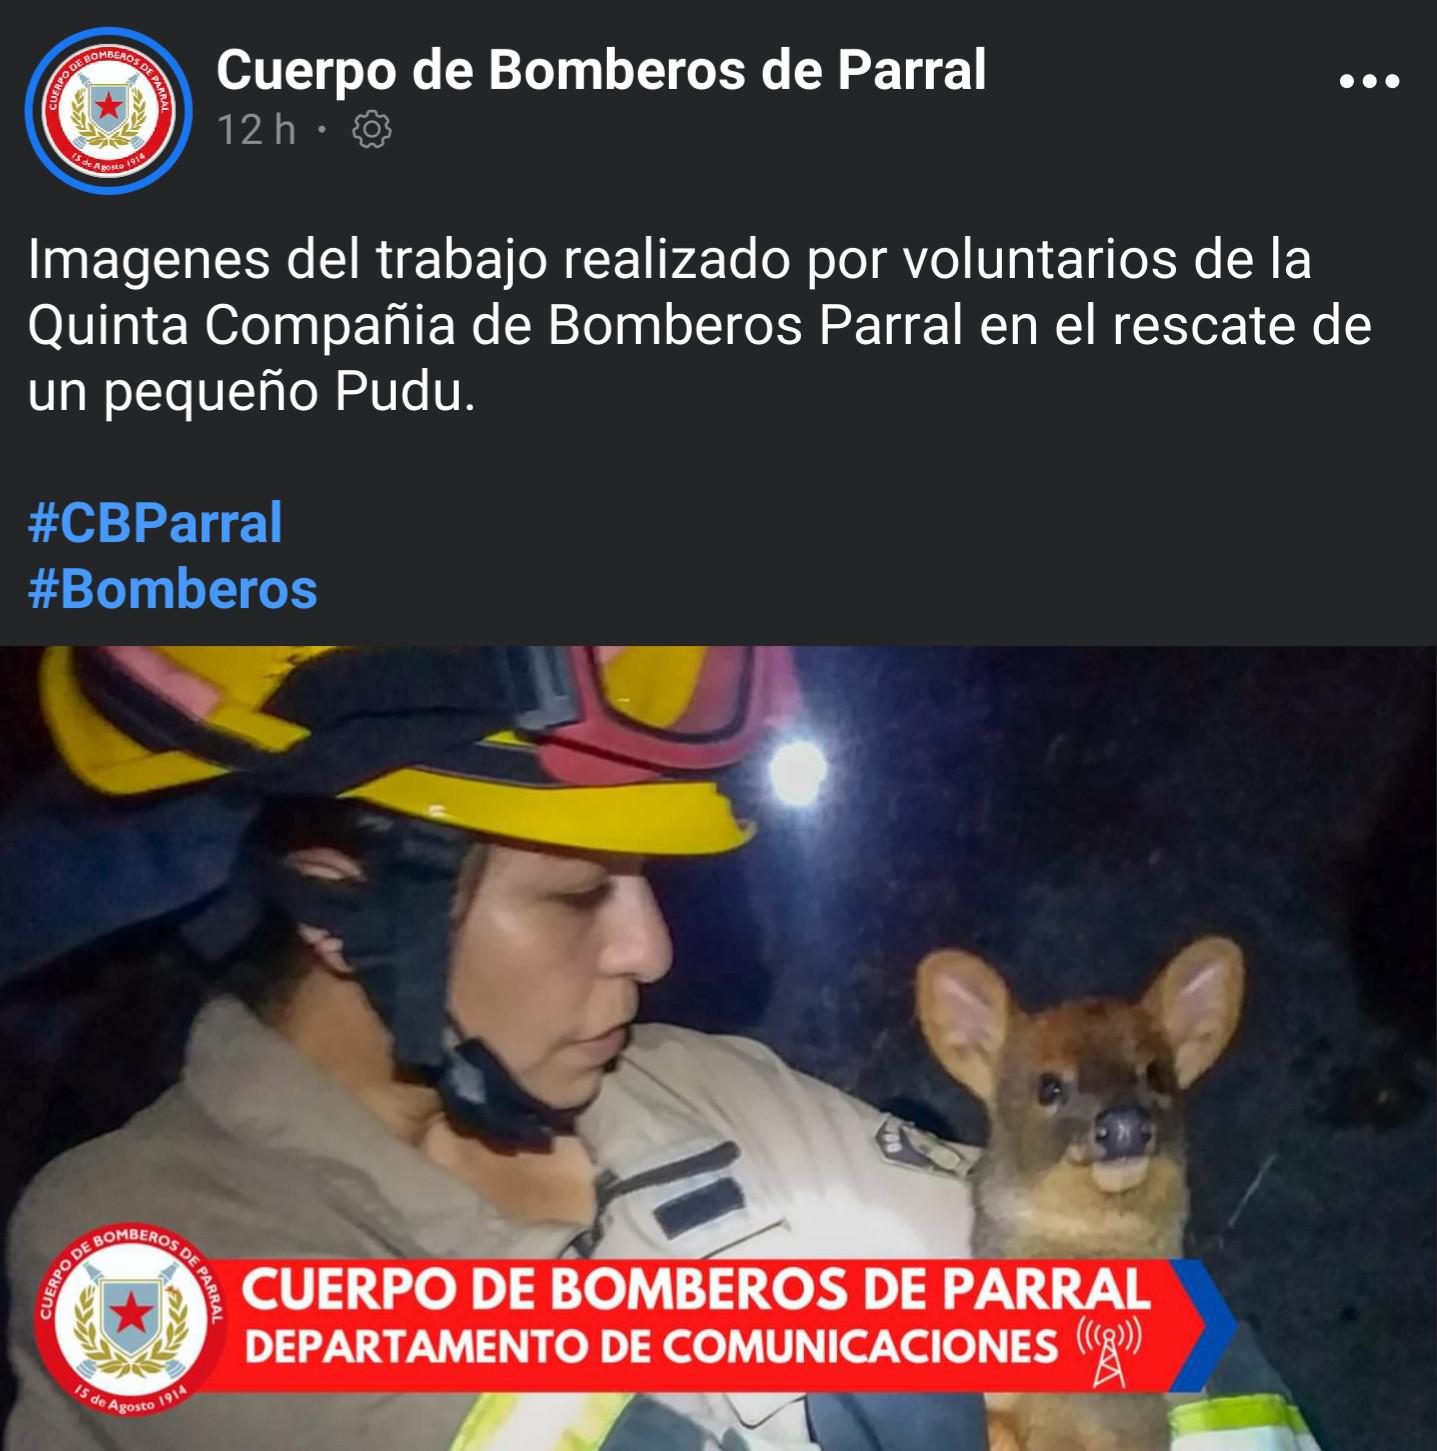 CUERPO DE BOMBEROS DE PARRAL
15 de Agosto 1914
Cuerpo de Bomberos de Parral
12 h ·
Imagenes del trabajo realizado por voluntarios de la
Quinta Compañia de Bomberos Parral en el rescate de
un pequeño Pudu.
#CBParral
#Bomberos
CUERPO DE BOMBEROS DE PARRAL
15 de Agosto 1914
CUERPO DE BOMBEROS DE PARRAL
DEPARTAMENTO DE COMUNICACIONES